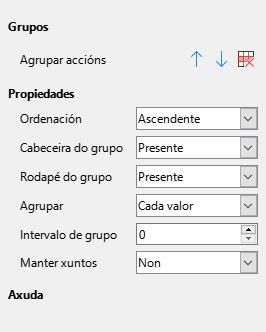 Grupos
Agrupar accións
Propiedades
Ordenación Ascendente
Cabeceira do grupo Presente
Rodapé do grupo Presente
Agrupar Cada valor
Intervalo de grupo 0
Manter xuntos Non
Axuda